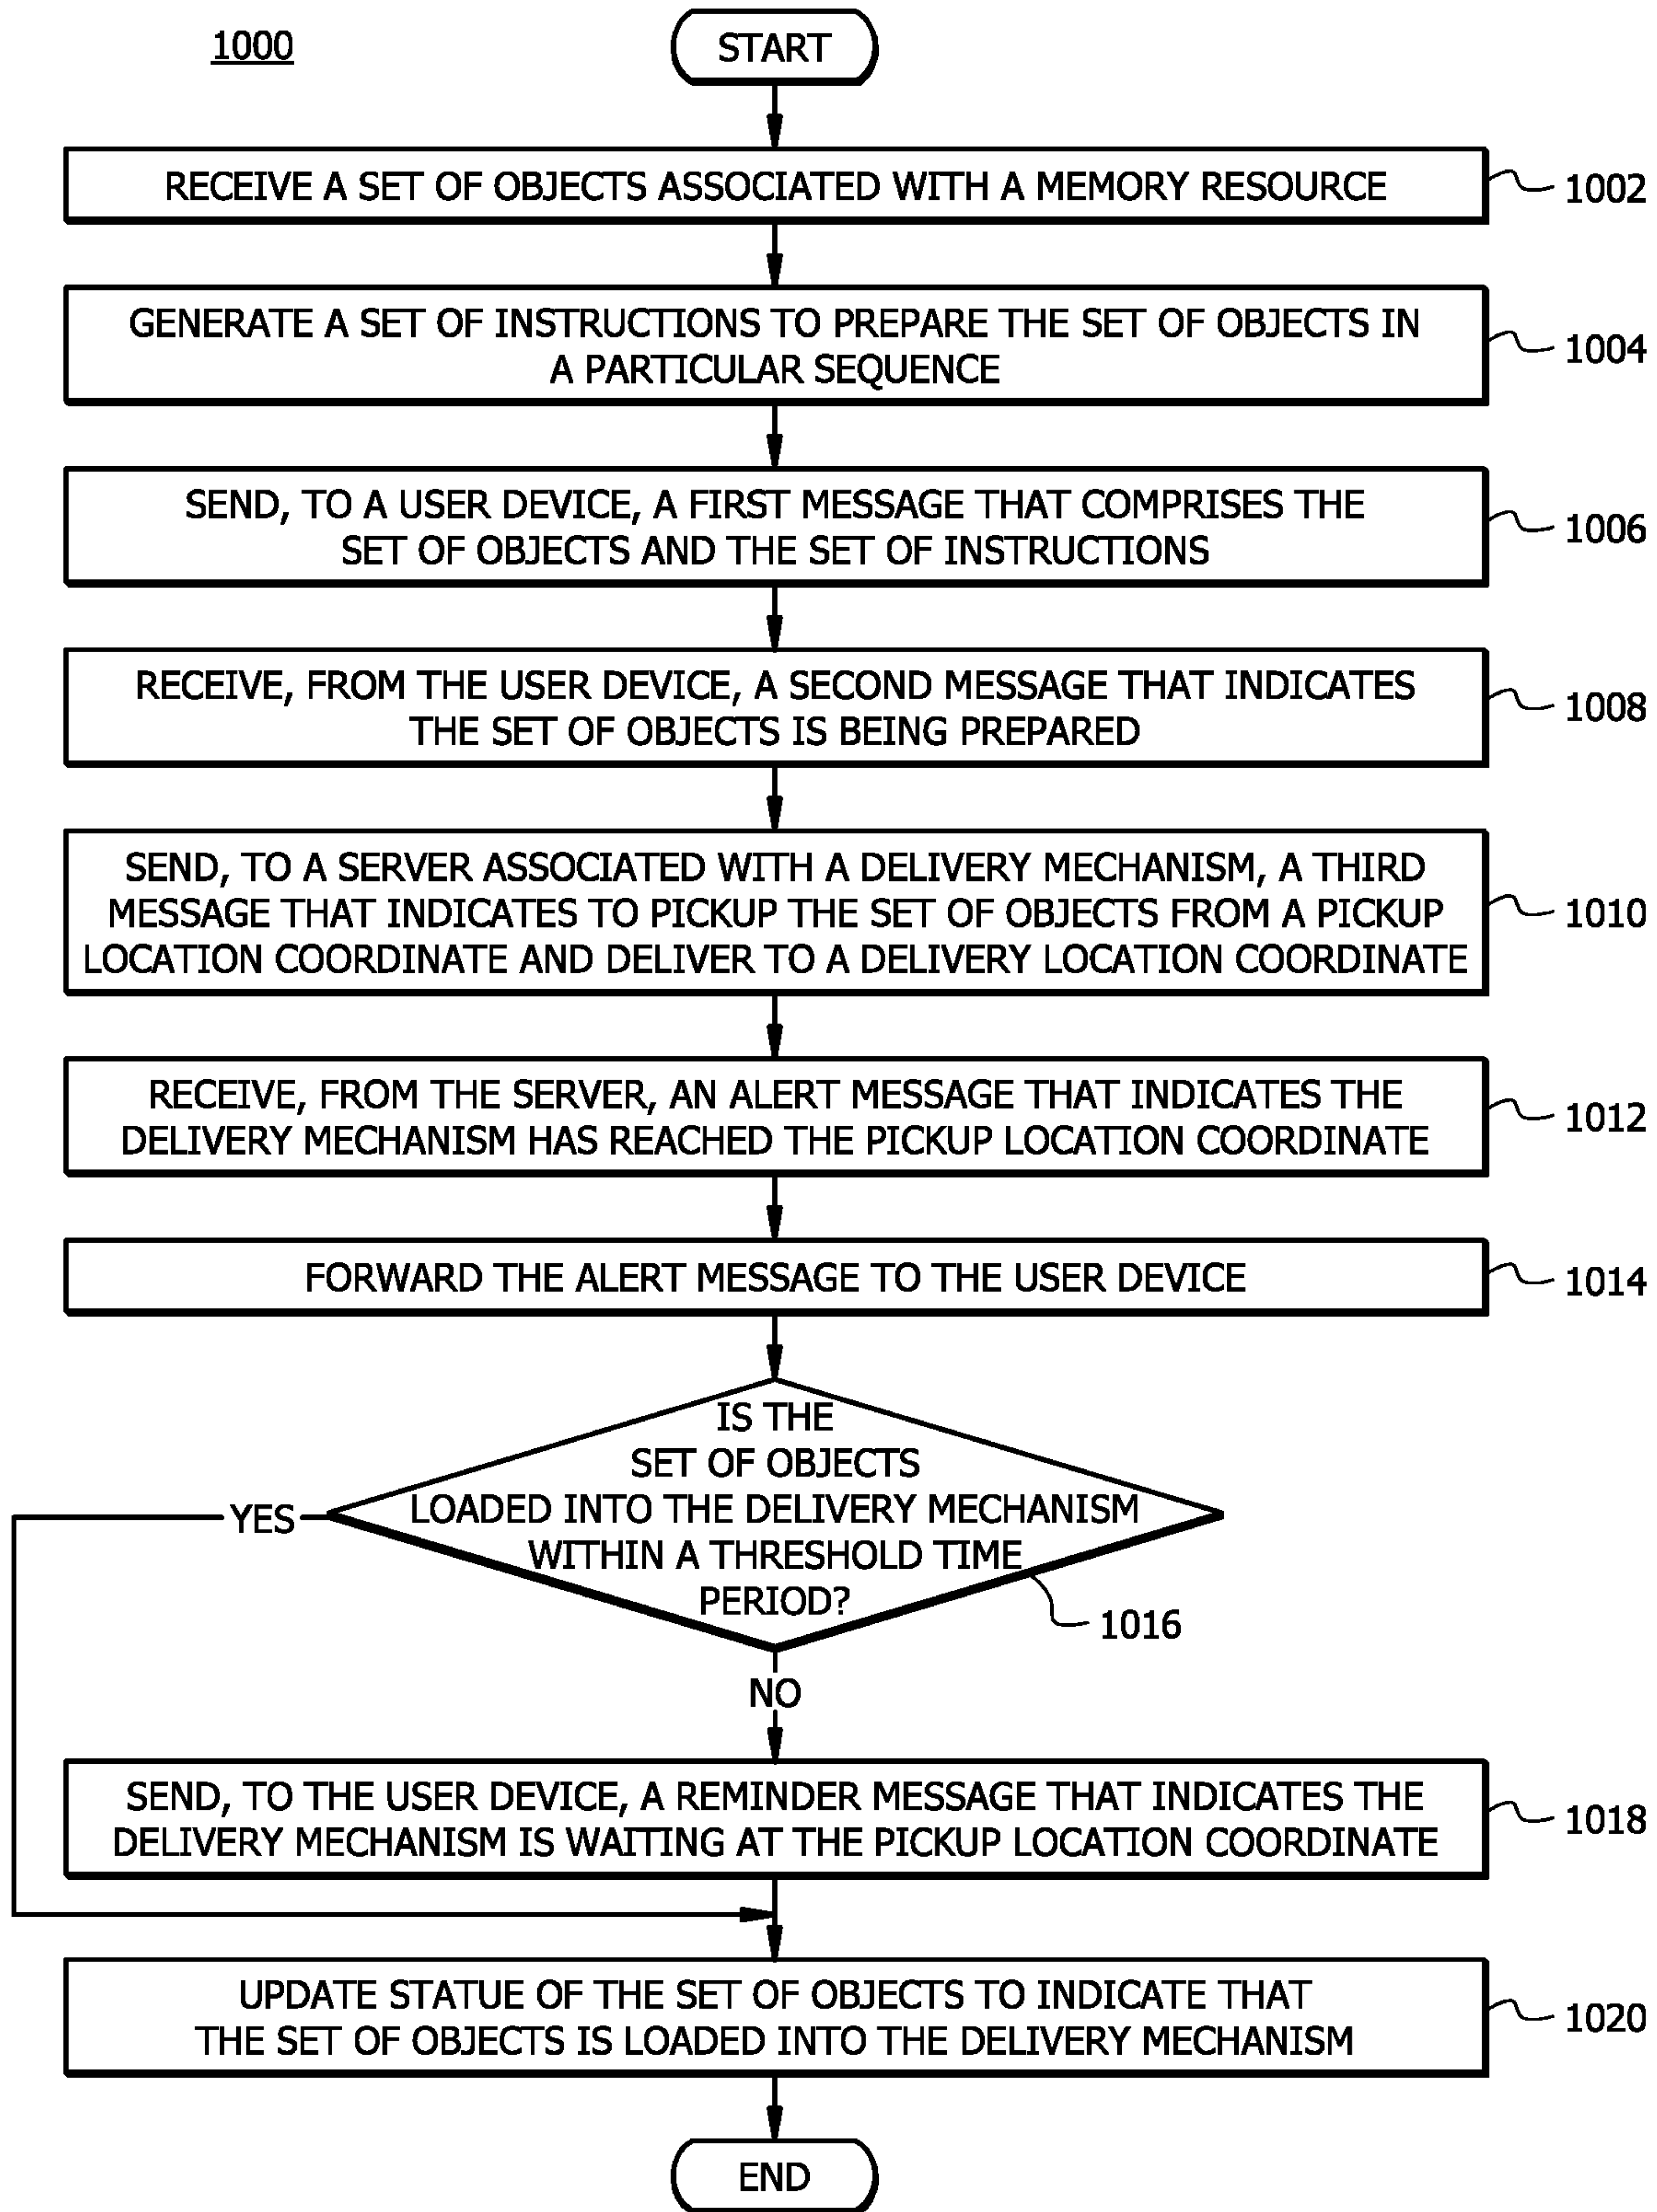 1000
START
RECEIVE A SET OF OBJECTS ASSOCIATED WITH A MEMORY RESOURCE
1002
GENERATE A SET OF INSTRUCTIONS TO PREPARE THE SET OF OBJECTS IN
A PARTICULAR SEQUENCE
1004
SEND, TO A USER DEVICE, A FIRST MESSAGE THAT COMPRISES THE
SET OF OBJECTS AND THE SET OF INSTRUCTIONS
1006
RECEIVE, FROM THE USER DEVICE, A SECOND MESSAGE THAT INDICATES
THE SET OF OBJECTS IS BEING PREPARED
1008
SEND, TO A SERVER ASSOCIATED WITH A DELIVERY MECHANISM, A THIRD
MESSAGE THAT INDICATES TO PICKUP THE SET OF OBJECTS FROM A PICKUP
LOCATION COORDINATE AND DELIVER TO A DELIVERY LOCATION COORDINATE
1010
RECEIVE, FROM THE SERVER, AN ALERT MESSAGE THAT INDICATES THE
DELIVERY MECHANISM HAS REACHED THE PICKUP LOCATION COORDINATE
1012
FORWARD THE ALERT MESSAGE TO THE USER DEVICE
1014
IS THE
SET OF OBJECTS
LOADED INTO THE DELIVERY MECHANISM
WITHIN A THRESHOLD TIME
PERIOD?
1016
YES
NO
SEND, TO THE USER DEVICE, A REMINDER MESSAGE THAT INDICATES THE
DELIVERY MECHANISM IS WAITING AT THE PICKUP LOCATION COORDINATE
1018
UPDATE STATUE OF THE SET OF OBJECTS TO INDICATE THAT
THE SET OF OBJECTS IS LOADED INTO THE DELIVERY MECHANISM
1020
END